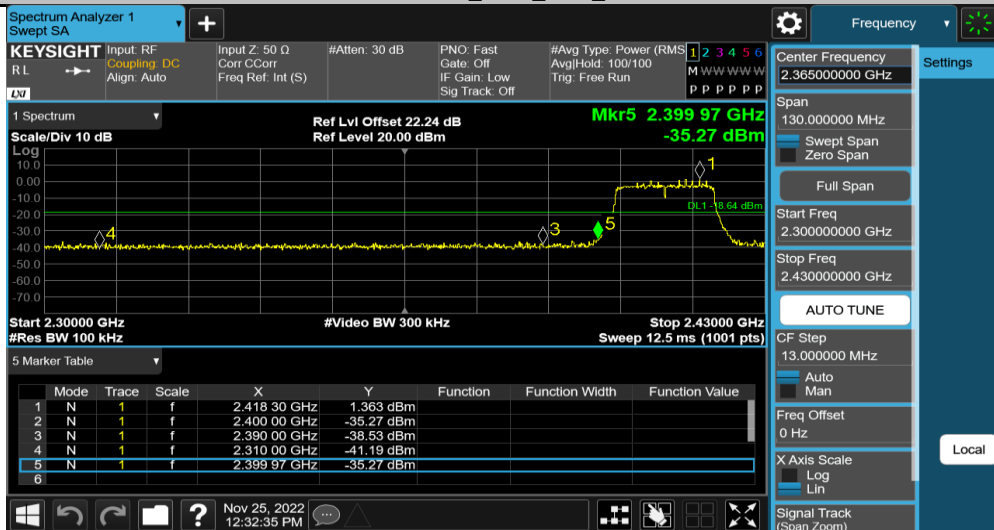 Spectrum Analyzer 1
Swept SA
Frequency
KEYSIGHT
R L
LXI
Input: RF
Coupling: DC
Align: Auto
Input Z: 50 Ω
Corr CCorr
Freq Ref: Int (S)
#Atten: 30 dB
PNO: Fast
Gate: Off
IF Gain: Low
Sig Track: Off
#Avg Type: Power (RMS
Avg|Hold: 100/100
Trig: Free Run
1 2 3 4 5 6
M W W W W W
P P P P P P
1 Spectrum
Scale/Div 10 dB
Ref Lvl Offset 22.24 dB
Ref Level 20.00 dBm
Mkr5 2.399 97 GHz
-35.27 dBm
Log
10.0
0.00
-10.0
-20.0
-30.0
-40.0
-50.0
-60.0
-70.0
1
DL1 -18.64 dBm
5
3
4
Start 2.30000 GHz
#Video BW 300 kHz
Stop 2.43000 GHz
#Res BW 100 kHz
Sweep 12.5 ms (1001 pts)
5 Marker Table
Mode Trace Scale X Y Function Function Width Function Value
1 N 1 f 2.418 30 GHz 1.363 dBm
2 N 1 f 2.400 00 GHz -35.27 dBm
3 N 1 f 2.390 00 GHz -38.53 dBm
4 N 1 f 2.310 00 GHz -41.19 dBm
5 N 1 f 2.399 97 GHz -35.27 dBm
6
Nov 25, 2022
12:32:35 PM
Center Frequency
2.365000000 GHz
Settings
Span
130.000000 MHz
Swept Span
Zero Span
Full Span
Start Freq
2.300000000 GHz
Stop Freq
2.430000000 GHz
AUTO TUNE
CF Step
13.000000 MHz
Auto
Man
Freq Offset
0 Hz
Local
X Axis Scale
Log
Lin
Signal Track
(Span Zoom)